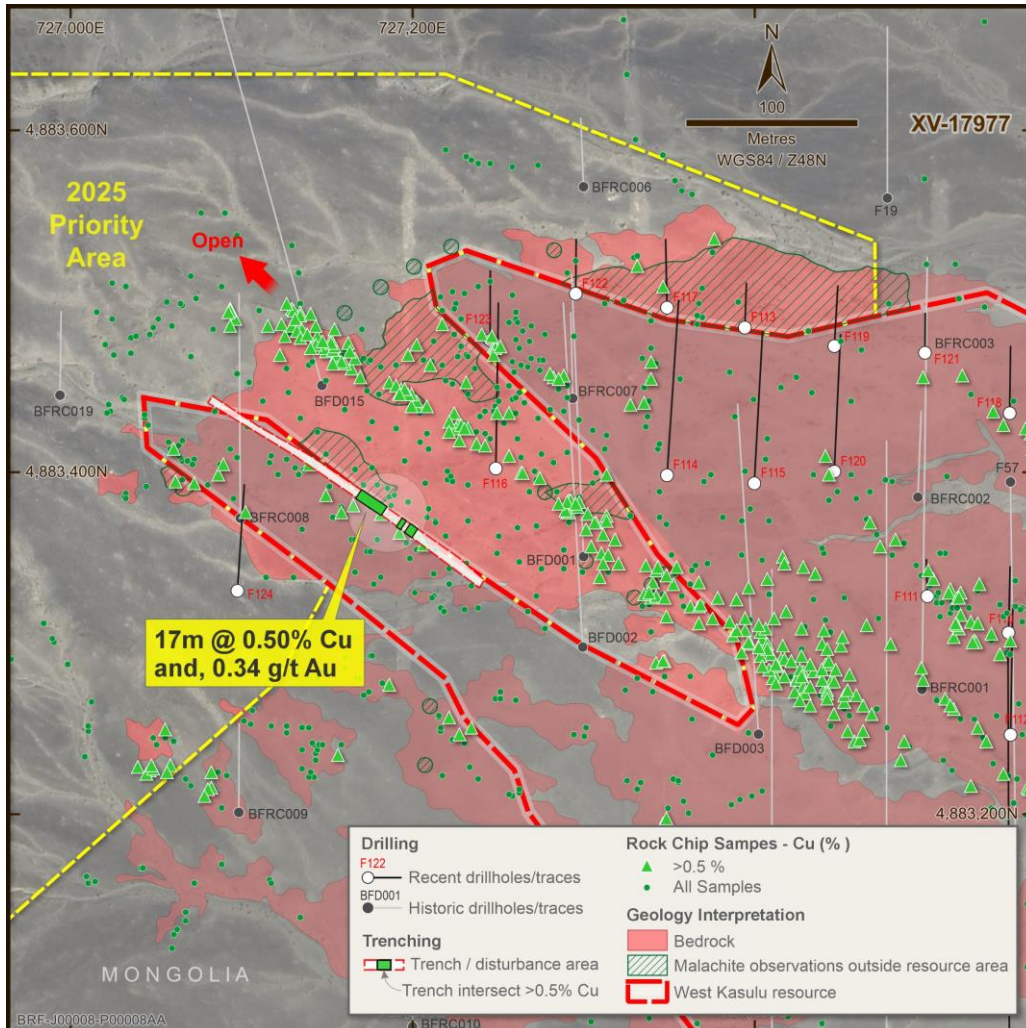 727,000E
727,200E
N
100
Metres
WGS84 / Z48N
XV-17977
4,883,600N
2025
Priority
Area
Open
BFRC006
F19
F122
F117
F113
F119
F123
BFRC003
F121
BFD015
BFRC007
BFRC019
F118
4,883,400N
F116
F114
F115
F120
F57
BFRC002
BFRC008
BFD001
F124
F111
17m @ 0.50% Cu
and, 0.34 g/t Au
BFD002
BFRC001
F112
BFD003
BFRC009
4,883,200N
Drilling
F122
Recent drillholes/traces
BFD001
Historic drillholes/traces
Trenching
Trench / disturbance area
Trench intersect >0.5% Cu
Rock Chip Sampes - Cu (% )
>0.5 %
All Samples
Geology Interpretation
Bedrock
Malachite observations outside resource area
West Kasulu resource
MONGOLIA
BRF-J00008-P00008AA
BFRC010